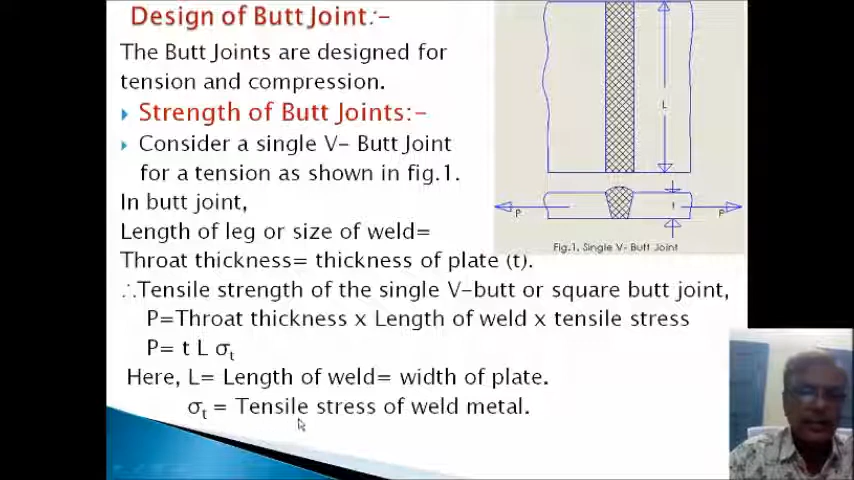 Design of Butt Joint:-
The Butt Joints are designed for
tension and compression.
Strength of Butt Joints:-
Consider a single V- Butt Joint
for a tension as shown in fig.1.
In butt joint,
Length of leg or size of weld=
Throat thickness= thickness of plate (t).
∴Tensile strength of the single V-butt or square butt joint,
P=Throat thickness x Length of weld x tensile stress
P= t L σt
Here, L= Length of weld= width of plate.
σt = Tensile stress of weld metal.
L
P
t
P
Fig.1. Single V- Butt Joint